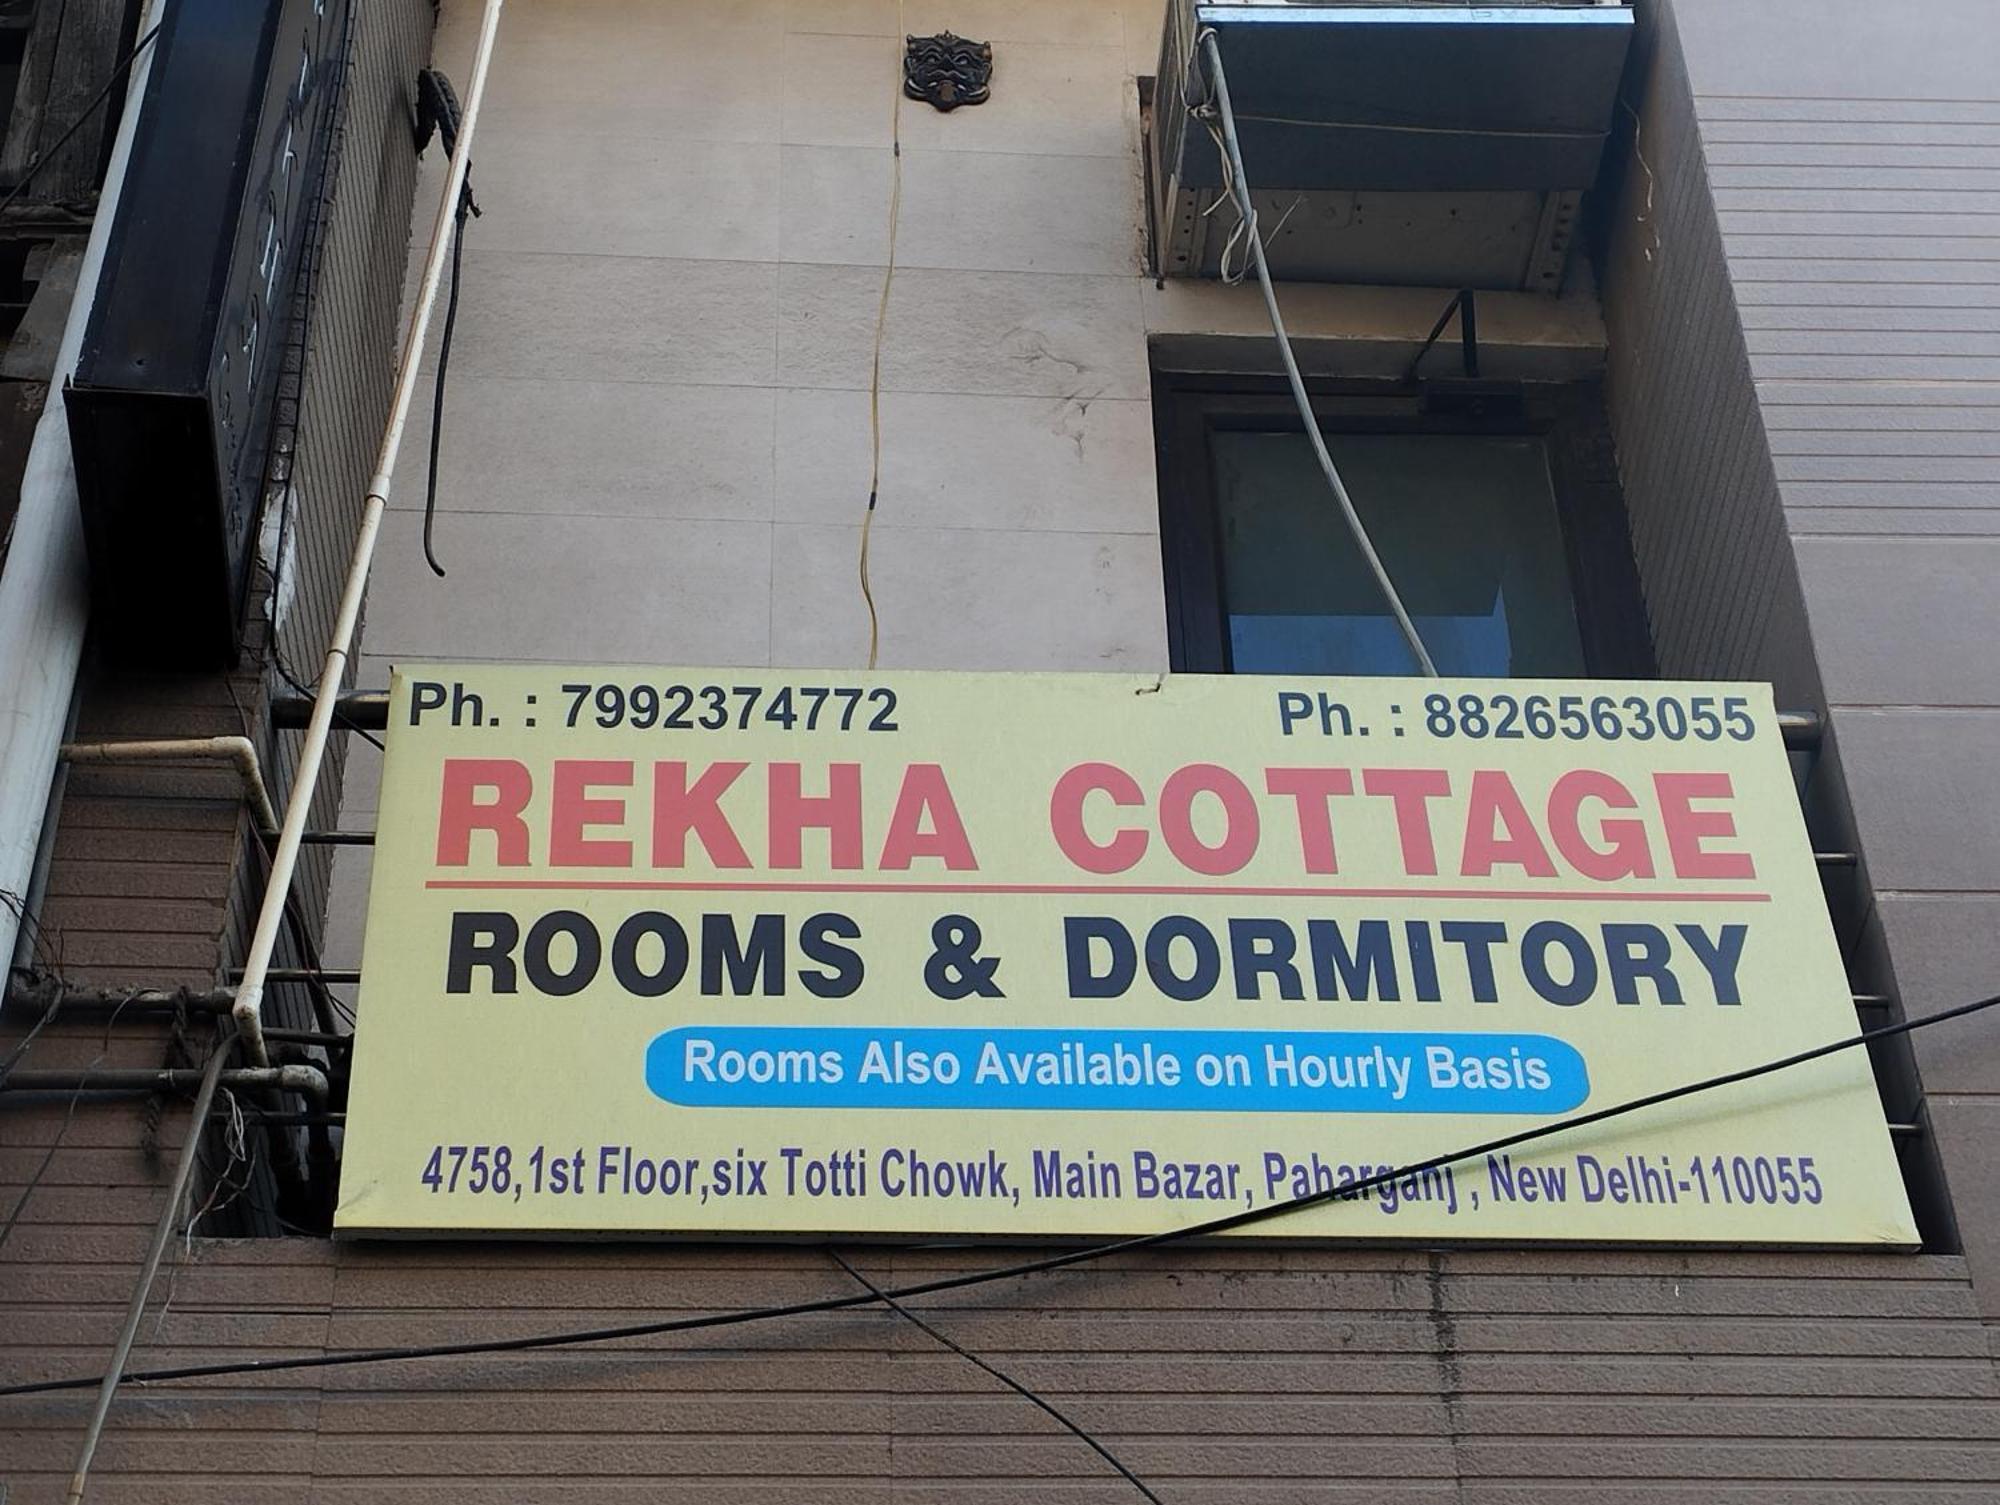 Ph. : 7992374772 Ph. : 8826563055
REKHA COTTAGE
ROOMS & DORMITORY
Rooms Also Available on Hourly Basis
4758,1st Floor,six Totti Chowk, Main Bazar, Paharganj , New Delhi-110055